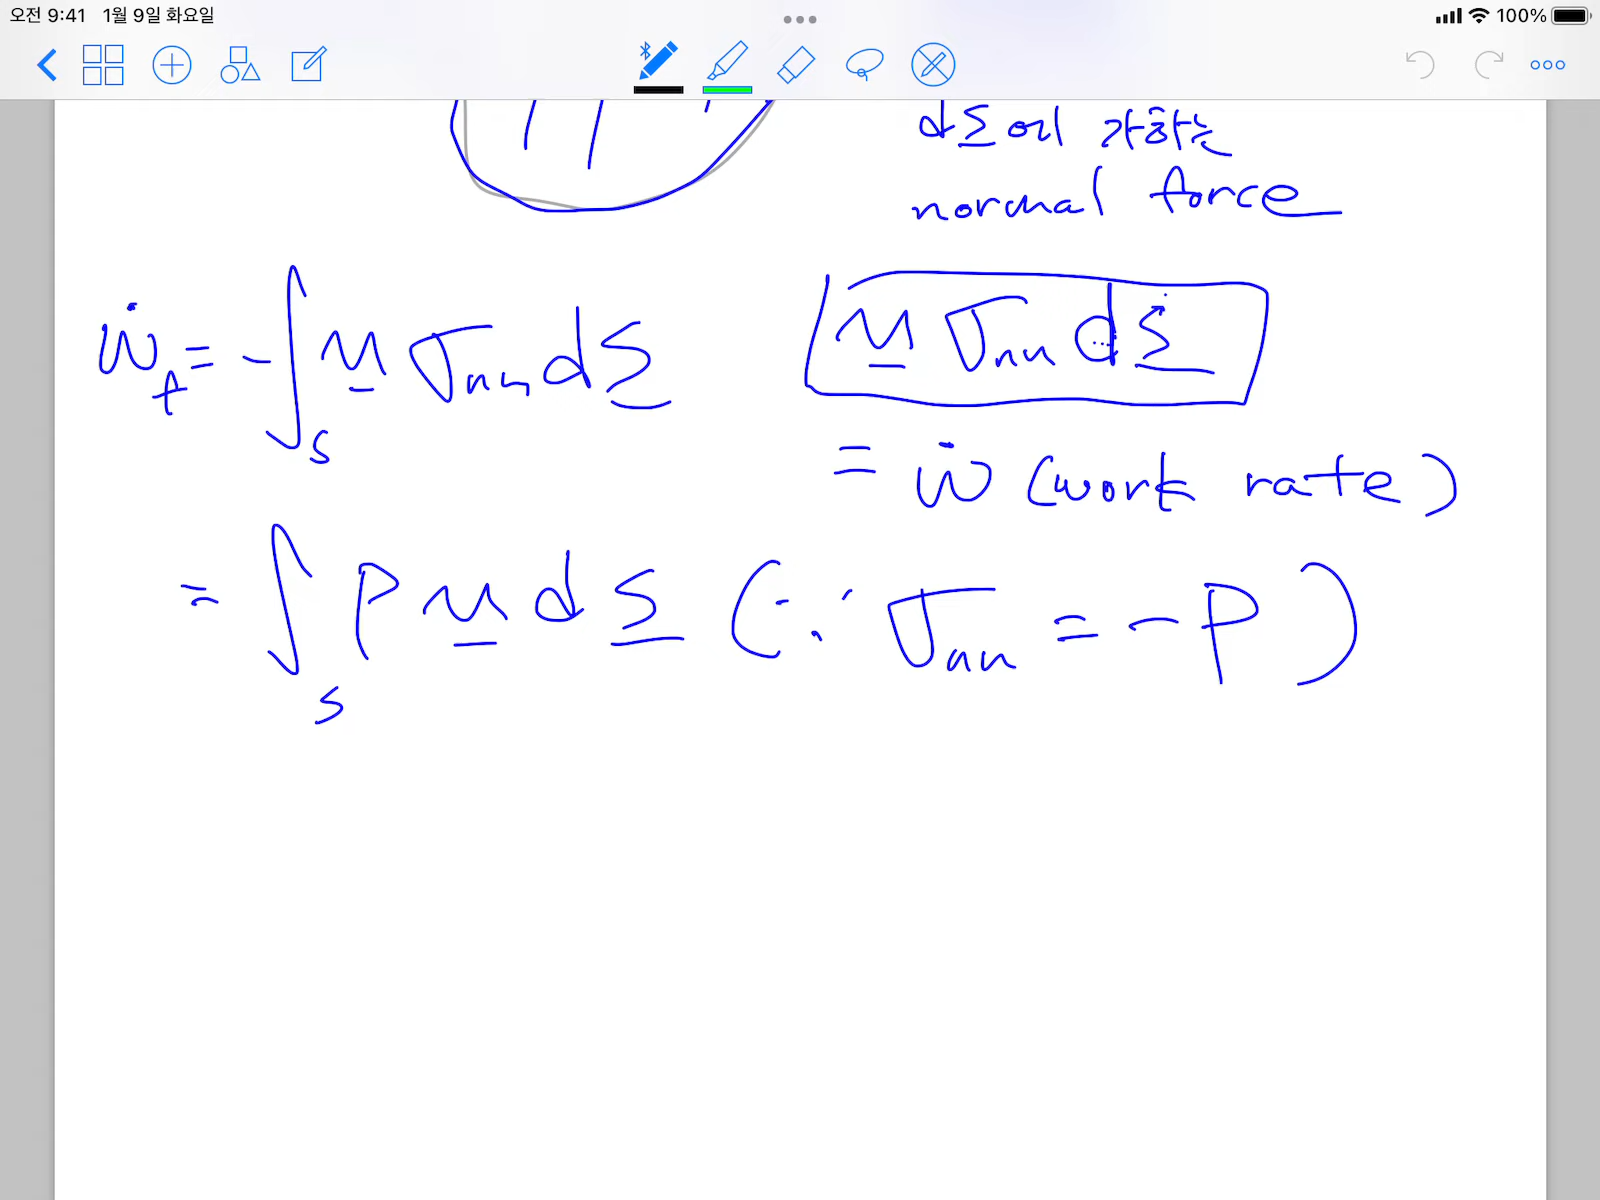 오전 9:41 1월 9일 화요일
100%
dΣ에 가하는
normal force
ẇ_f = -∫_S u σ_nn dΣ
u σ_nn dΣ
= ẇ (work rate)
= ∫_S P u dΣ (∵ σ_nn = -P)